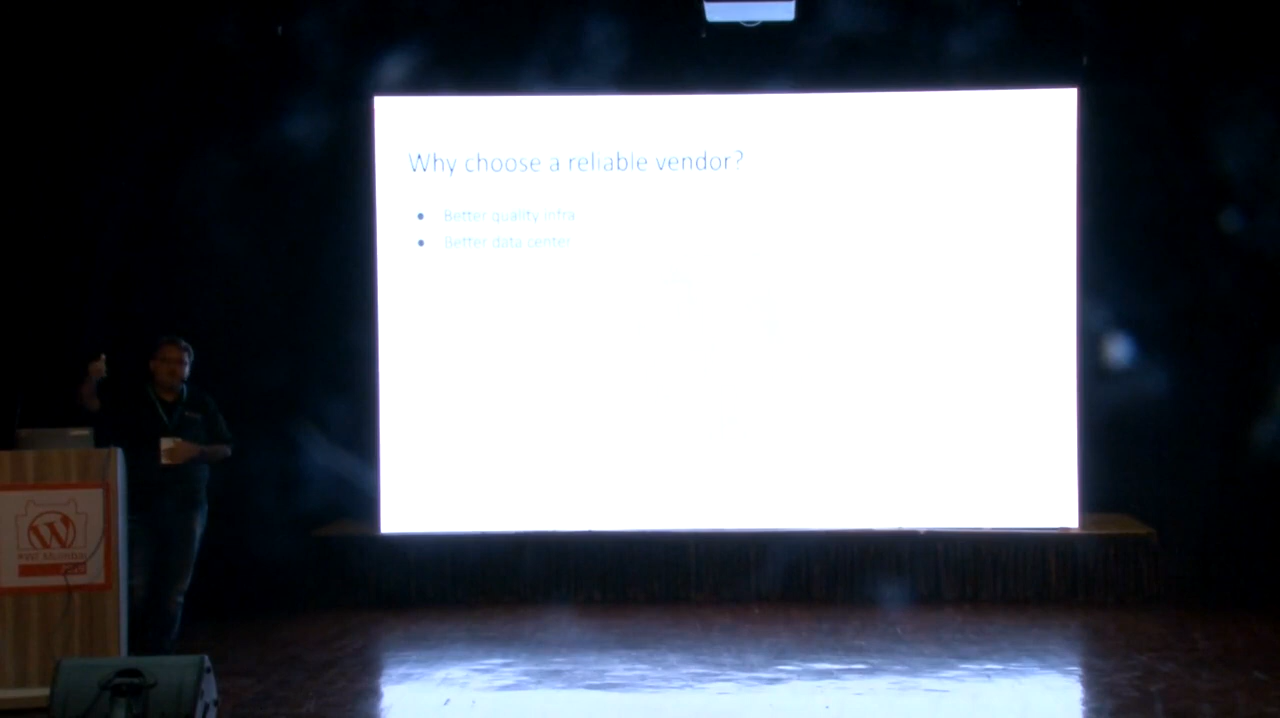 Why choose a reliable vendor?
Better quality infra
Better data center